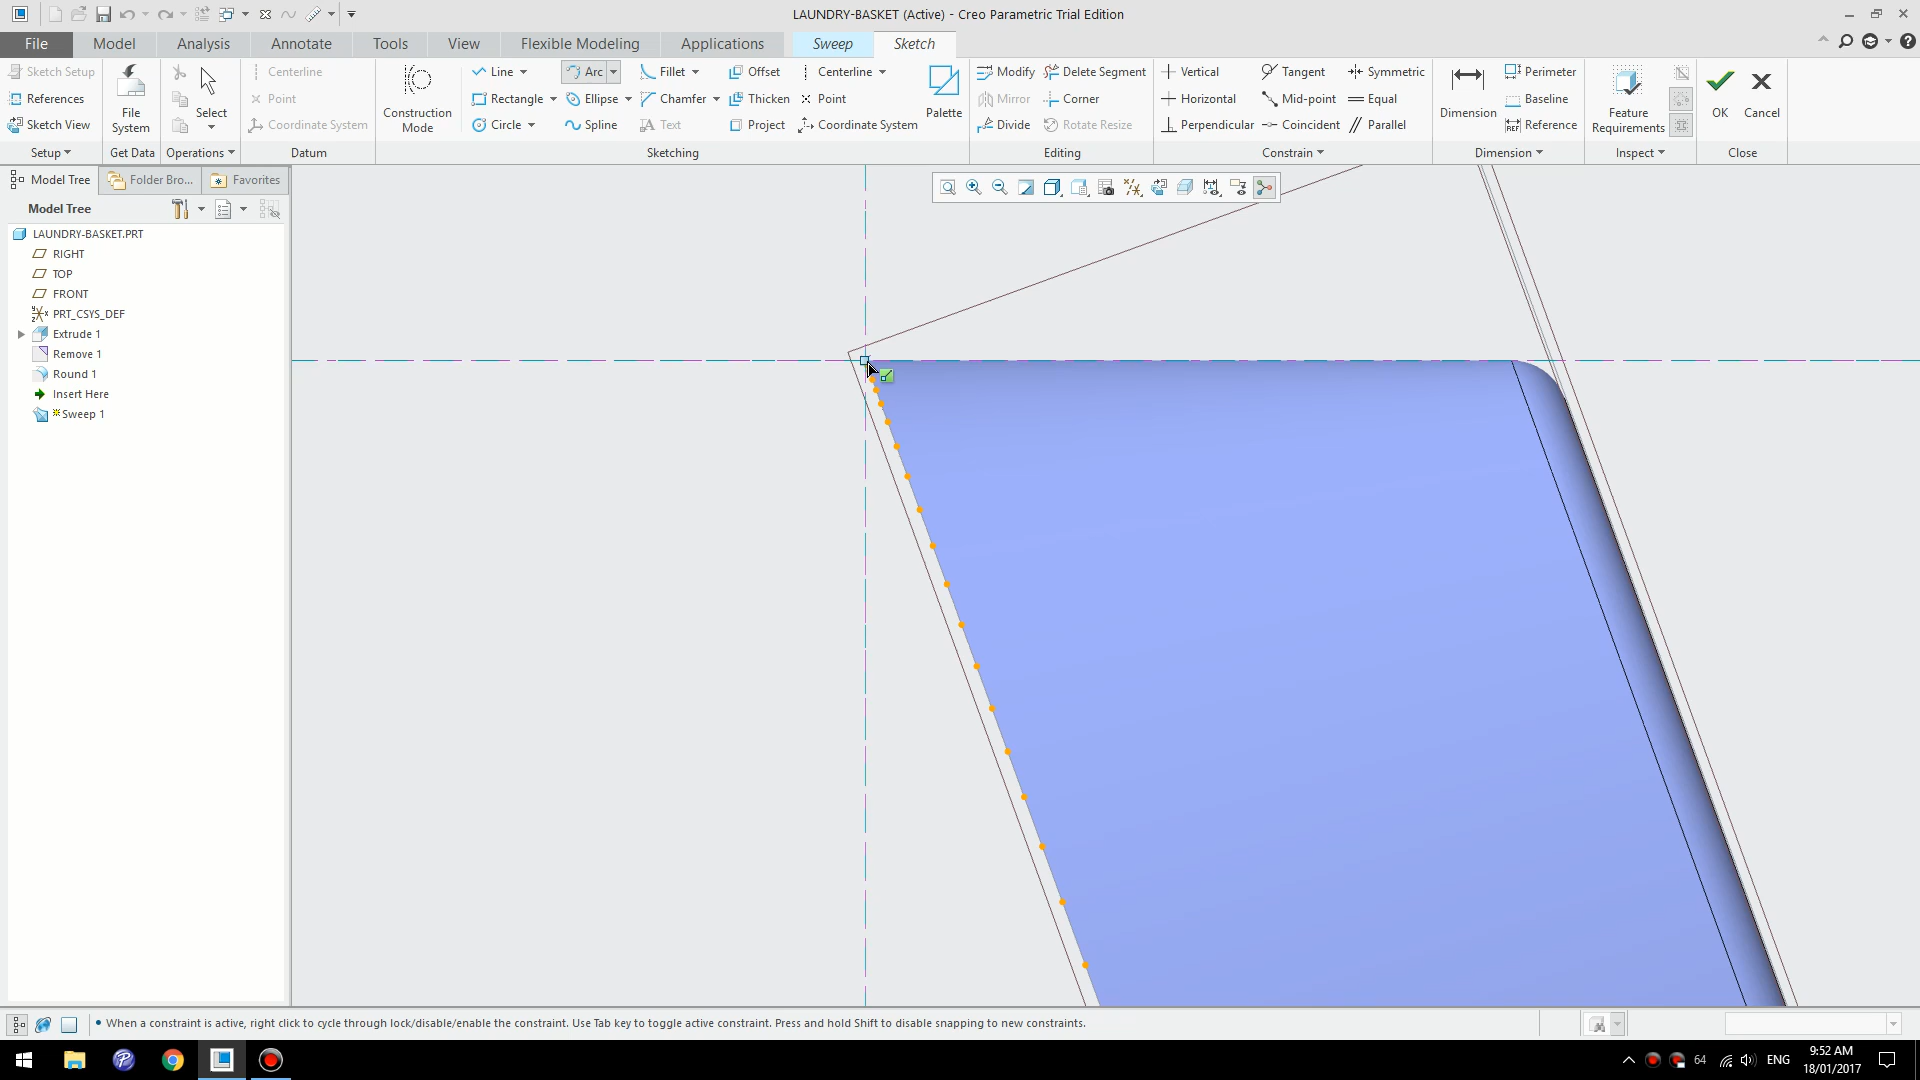 LAUNDRY-BASKET (Active) - Creo Parametric Trial Edition
File Model Analysis Annotate Tools View Flexible Modeling Applications Sweep Sketch
Sketch Setup
References
Sketch View
Setup
File System
Get Data
Select
Operations
Centerline
Point
Coordinate System
Datum
Construction Mode
Line Arc Fillet Offset Centerline
Rectangle Ellipse Chamfer Thicken Point
Circle Spline Text Project Coordinate System
Palette
Sketching
Modify Delete Segment
Mirror Corner
Divide Rotate Resize
Editing
Vertical Tangent Symmetric
Horizontal Mid-point Equal
Perpendicular Coincident Parallel
Constrain
Dimension
Perimeter
Baseline
REF Reference
Dimension
Feature Requirements
Inspect
OK Cancel
Close
Model Tree Folder Bro... Favorites
Model Tree
LAUNDRY-BASKET.PRT
RIGHT
TOP
FRONT
PRT_CSYS_DEF
Extrude 1
Remove 1
Round 1
Insert Here
Sweep 1
• When a constraint is active, right click to cycle through lock/disable/enable the constraint. Use Tab key to toggle active constraint. Press and hold Shift to disable snapping to new constraints.
64 ENG 9:52 AM
18/01/2017